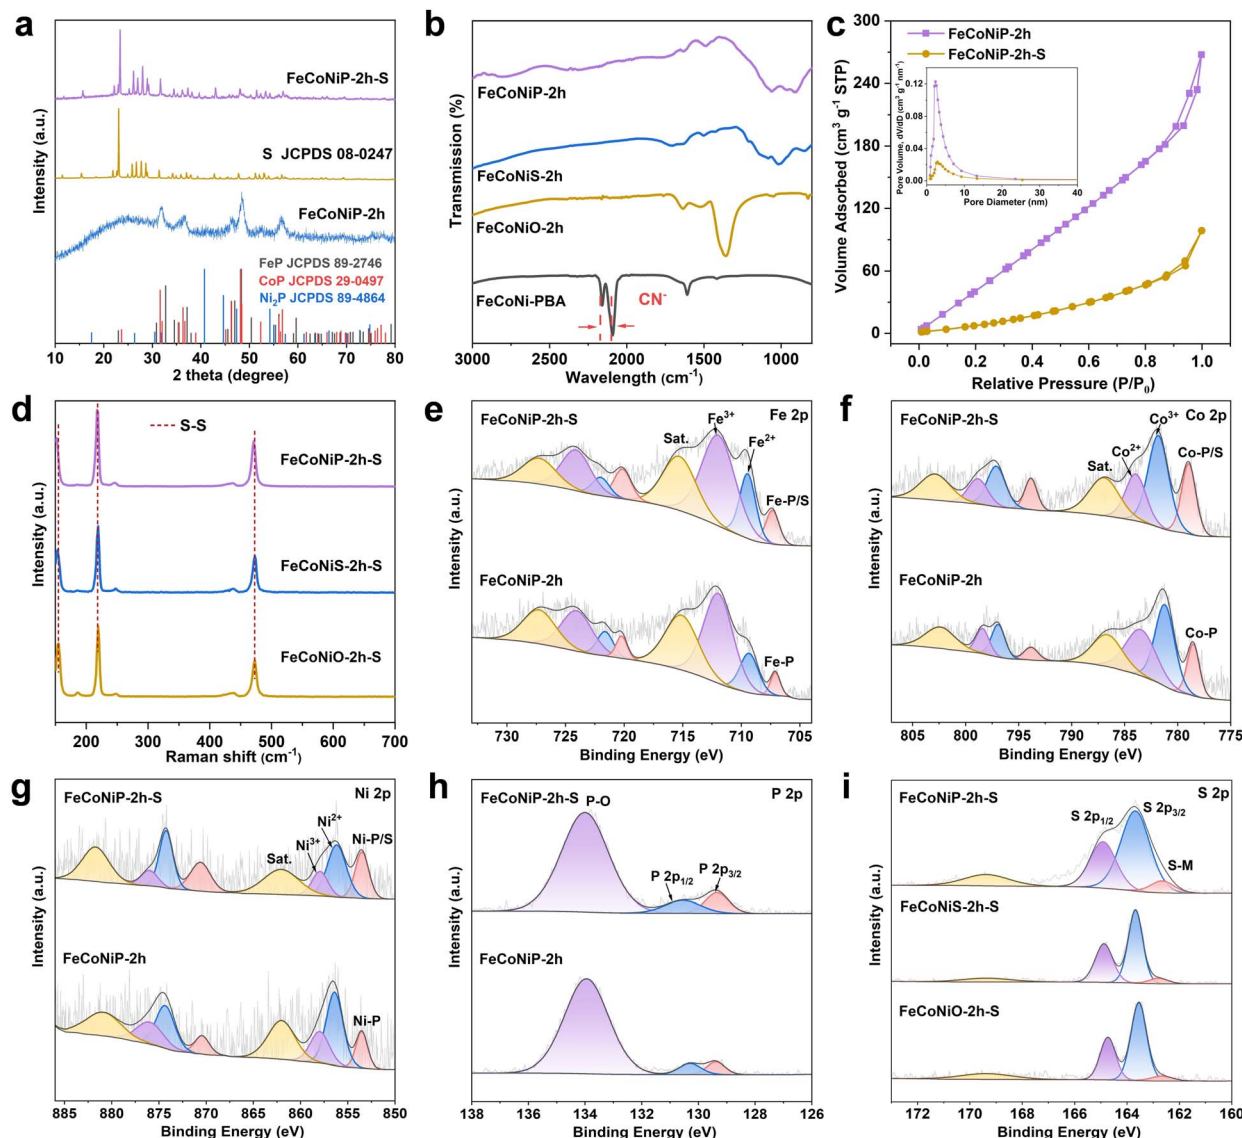 a
Intensity (a.u.)
FeCoNiP-2h-S
S JCPDS 08-0247
FeCoNiP-2h
FeP JCPDS 89-2746
CoP JCPDS 29-0497
Ni₂P JCPDS 89-4864
10 20 30 40 50 60 70 80
2 theta (degree)
b
Transmission (%)
FeCoNiP-2h
FeCoNiS-2h
FeCoNiO-2h
FeCoNi-PBA
CN⁻
3000 2500 2000 1500 1000
Wavelength (cm⁻¹)
c
Volume Adsorbed (cm³ g⁻¹ STP)
300
240
180
120
60
0
FeCoNiP-2h
FeCoNiP-2h-S
Pore Volume, dV/dD (cm³ g⁻¹ nm⁻¹)
0.12
0.08
0.04
0.00
0 10 20 30 40
Pore Diameter (nm)
0.0 0.2 0.4 0.6 0.8 1.0
Relative Pressure (P/P₀)
d
Intensity (a.u.)
S-S
FeCoNiP-2h-S
FeCoNiS-2h-S
FeCoNiO-2h-S
200 300 400 500 600 700
Raman shift (cm⁻¹)
e
Intensity (a.u.)
FeCoNiP-2h-S
Fe 2p
Sat.
Fe³⁺
Fe²⁺
Fe-P/S
FeCoNiP-2h
Fe-P
730 725 720 715 710 705
Binding Energy (eV)
f
Intensity (a.u.)
FeCoNiP-2h-S
Co 2p
Sat.
Co²⁺
Co³⁺
Co-P/S
FeCoNiP-2h
Co-P
805 800 795 790 785 780 775
Binding Energy (eV)
g
Intensity (a.u.)
FeCoNiP-2h-S
Ni 2p
Sat.
Ni³⁺
Ni²⁺
Ni-P/S
FeCoNiP-2h
Ni-P
885 880 875 870 865 860 855 850
Binding Energy (eV)
h
Intensity (a.u.)
FeCoNiP-2h-S
P-O
P 2p
P 2p₁/₂
P 2p₃/₂
FeCoNiP-2h
138 136 134 132 130 128 126
Binding Energy (eV)
i
Intensity (a.u.)
FeCoNiP-2h-S
S 2p
S 2p₁/₂
S 2p₃/₂
S-M
FeCoNiS-2h-S
FeCoNiO-2h-S
172 170 168 166 164 162 160
Binding Energy (eV)